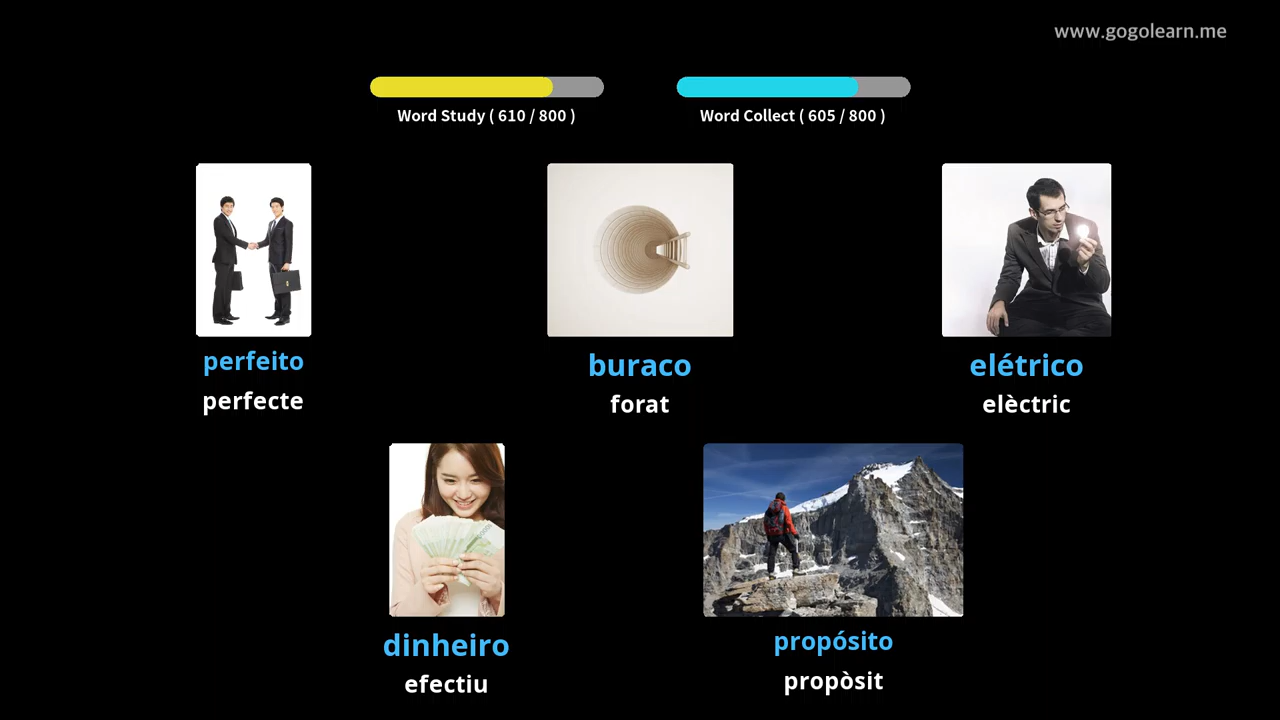 www.gogolearn.me
Word Study ( 610 / 800 )
Word Collect ( 605 / 800 )
perfeito
perfecte
buraco
forat
elétrico
elèctric
dinheiro
efectiu
propósito
propòsit